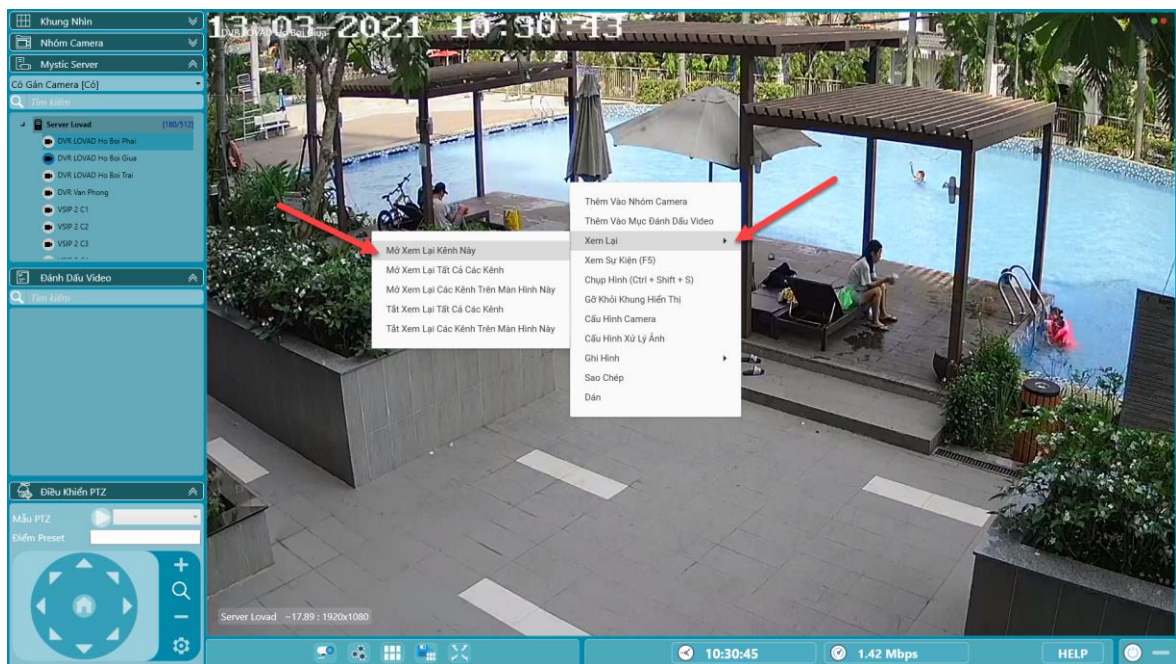 Khung Nhìn
Nhóm Camera
Mystic Server
Có Gán Camera [Có]
Tìm kiếm
Server Lovad [180/512]
DVR LOVAD Ho Boi Phai
DVR LOVAD Ho Boi Giua
DVR LOVAD Ho Boi Trai
DVR Van Phong
VSIP 2 C1
VSIP 2 C2
VSIP 2 C3
Đánh Dấu Video
Tìm kiếm
Điều Khiển PTZ
Mẫu PTZ
Điểm Preset
13-03-2021 10:30:43
DVR LOVAD Ho Boi Giua
Thêm Vào Nhóm Camera
Thêm Vào Mục Đánh Dấu Video
Xem Lại
Xem Sự Kiện (F5)
Chụp Hình (Ctrl + Shift + S)
Gỡ Khỏi Khung Hiển Thị
Cấu Hình Camera
Cấu Hình Xử Lý Ảnh
Ghi Hình
Sao Chép
Dán
Mở Xem Lại Kênh Này
Mở Xem Lại Tất Cả Các Kênh
Mở Xem Lại Các Kênh Trên Màn Hình Này
Tắt Xem Lại Tất Cả Các Kênh
Tắt Xem Lại Các Kênh Trên Màn Hình Này
Server Lovad ~17.89 : 1920x1080
10:30:45
1.42 Mbps
HELP